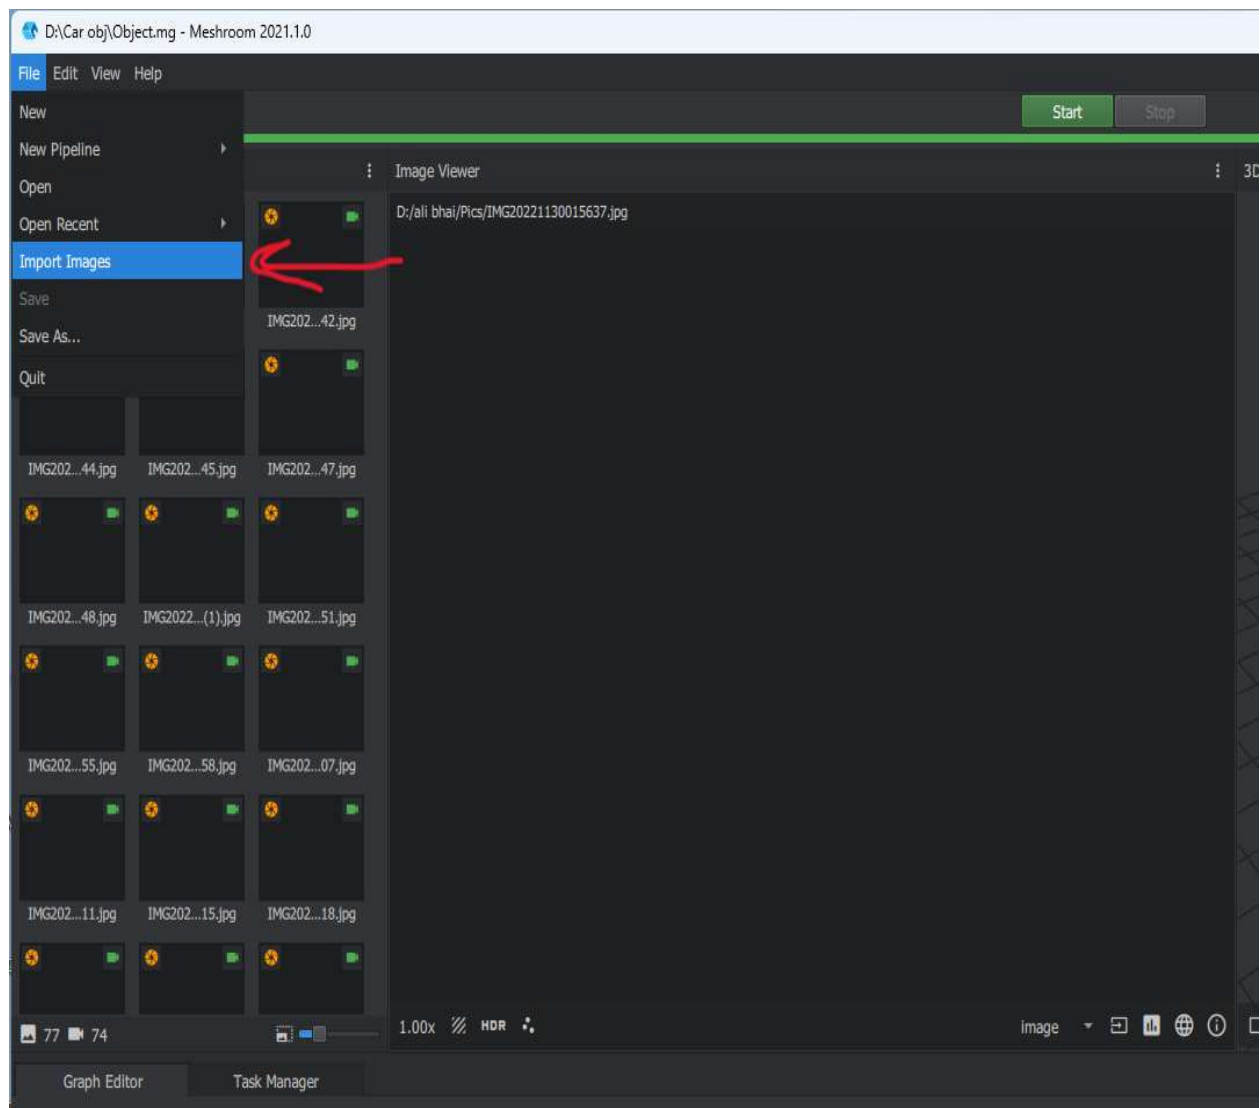 D:\Car obj\Object.mg - Meshroom 2021.1.0
File Edit View Help
New
Start Stop
New Pipeline
Image Viewer 3D
Open
D:/ali bhai/Pics/IMG20221130015637.jpg
Open Recent
Import Images
Save
IMG202...42.jpg
Save As...
Quit
IMG202...44.jpg IMG202...45.jpg IMG202...47.jpg
IMG202...48.jpg IMG2022...(1).jpg IMG202...51.jpg
IMG202...55.jpg IMG202...58.jpg IMG202...07.jpg
IMG202...11.jpg IMG202...15.jpg IMG202...18.jpg
77 74 1.00x HDR image
Graph Editor Task Manager